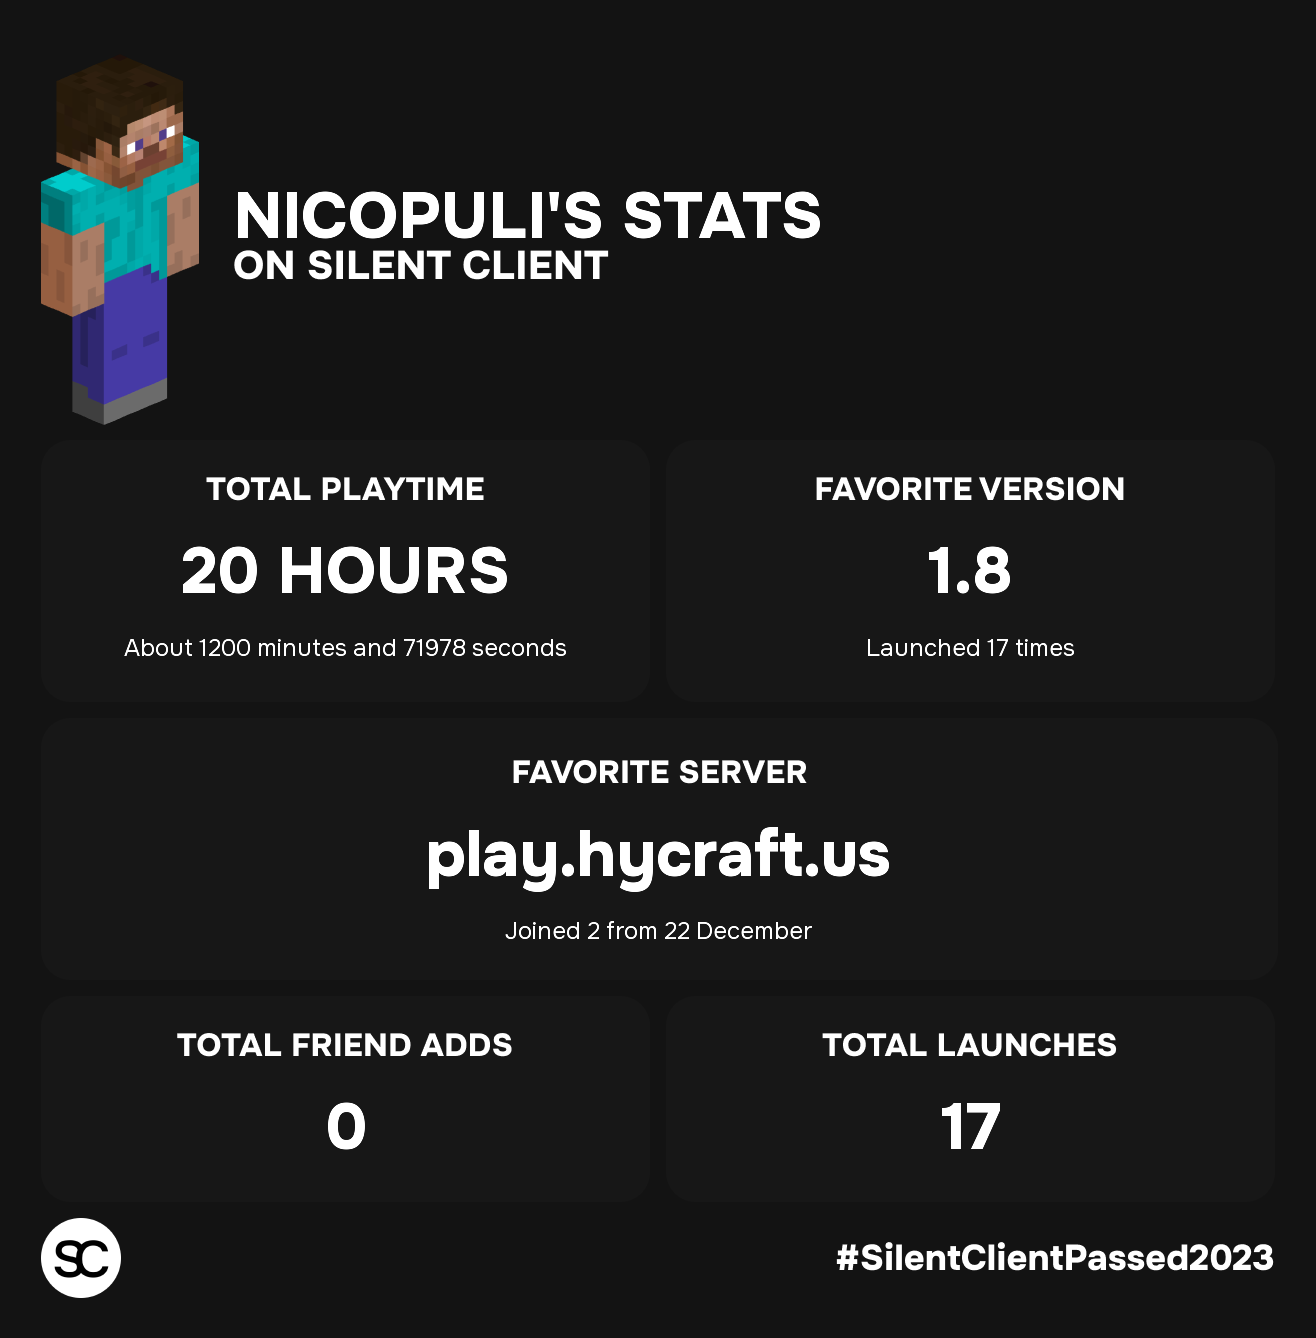 NICOPULI'S STATS
ON SILENT CLIENT
TOTAL PLAYTIME
20 HOURS
About 1200 minutes and 71978 seconds
FAVORITE VERSION
1.8
Launched 17 times
FAVORITE SERVER
play.hycraft.us
Joined 2 from 22 December
TOTAL FRIEND ADDS
0
TOTAL LAUNCHES
17
SC
#SilentClientPassed2023